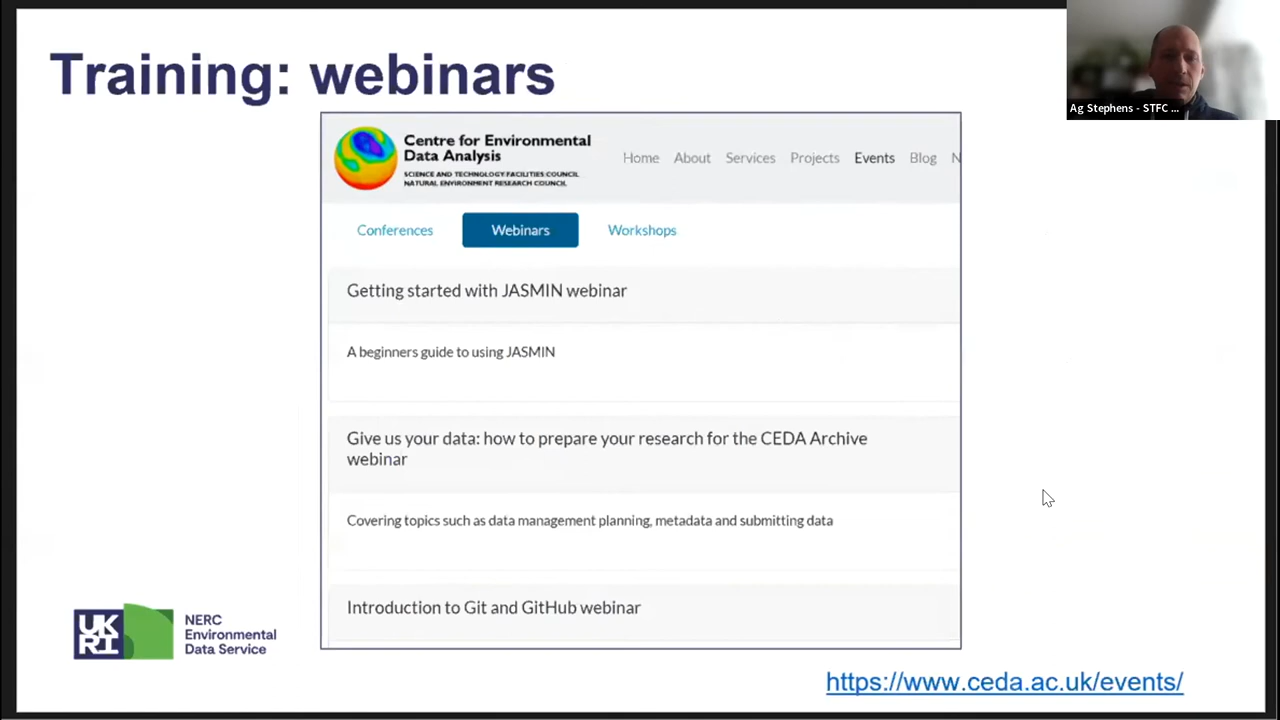 Training: webinars
Ag Stephens - STFC ...
Centre for Environmental
Data Analysis
SCIENCE AND TECHNOLOGY FACILITIES COUNCIL
NATURAL ENVIRONMENT RESEARCH COUNCIL
Home About Services Projects Events Blog N
Conferences Webinars Workshops
Getting started with JASMIN webinar
A beginners guide to using JASMIN
Give us your data: how to prepare your research for the CEDA Archive
webinar
Covering topics such as data management planning, metadata and submitting data
Introduction to Git and GitHub webinar
UK
RI
NERC
Environmental
Data Service
https://www.ceda.ac.uk/events/